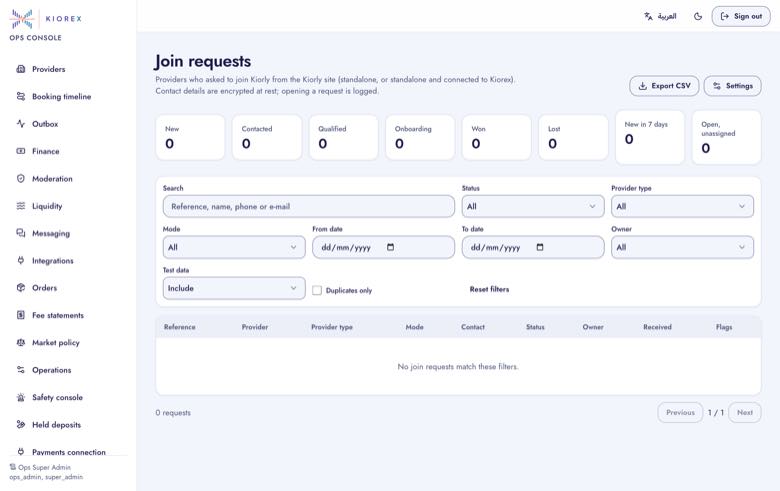 KIOREX
OPS CONSOLE
العربية
Sign out
Providers
Booking timeline
Outbox
Finance
Moderation
Liquidity
Messaging
Integrations
Orders
Fee statements
Market policy
Operations
Safety console
Held deposits
Payments connection
Ops Super Admin
ops_admin, super_admin
Join requests
Providers who asked to join Kiorly from the Kiorly site (standalone, or standalone and connected to Kiorex).
Contact details are encrypted at rest; opening a request is logged.
Export CSV
Settings
New
0
Contacted
0
Qualified
0
Onboarding
0
Won
0
Lost
0
New in 7 days
0
Open,
unassigned
0
Search
Reference, name, phone or e-mail
Status
All
Provider type
All
Mode
All
From date
dd/mm/yyyy
To date
dd/mm/yyyy
Owner
All
Test data
Include
Duplicates only
Reset filters
Reference Provider Provider type Mode Contact Status Owner Received Flags
No join requests match these filters.
0 requests
Previous 1 / 1 Next